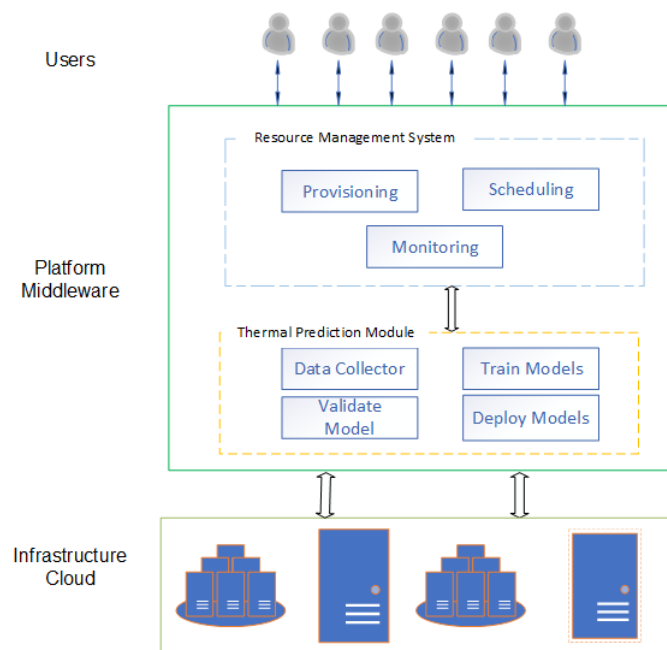 Users
Resource Management System
Provisioning
Scheduling
Monitoring
Platform
Middleware
Thermal Prediction Module
Data Collector
Train Models
Validate
Model
Deploy Models
Infrastructure
Cloud